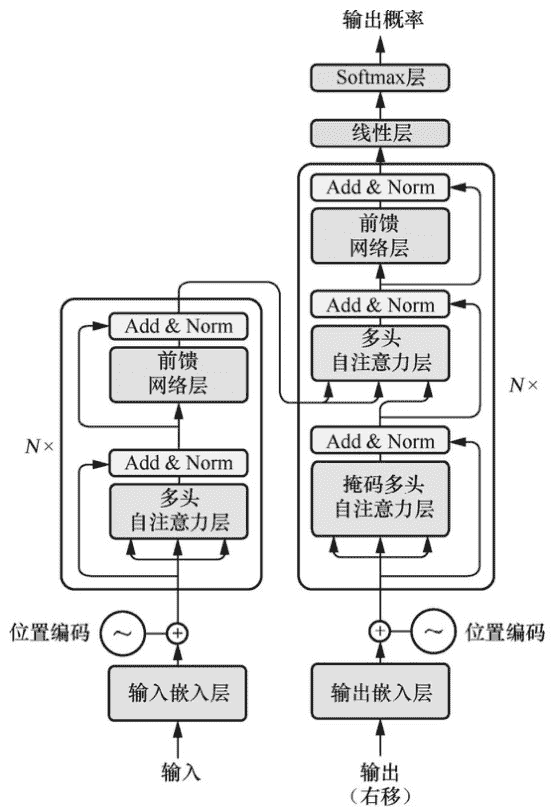 输出概率
Softmax层
线性层
Add & Norm
前馈
网络层
Add & Norm
多头
自注意力层
N×
Add & Norm
掩码多头
自注意力层
位置编码
输出嵌入层
输出
（右移）
Add & Norm
前馈
网络层
N×
Add & Norm
多头
自注意力层
位置编码
输入嵌入层
输入